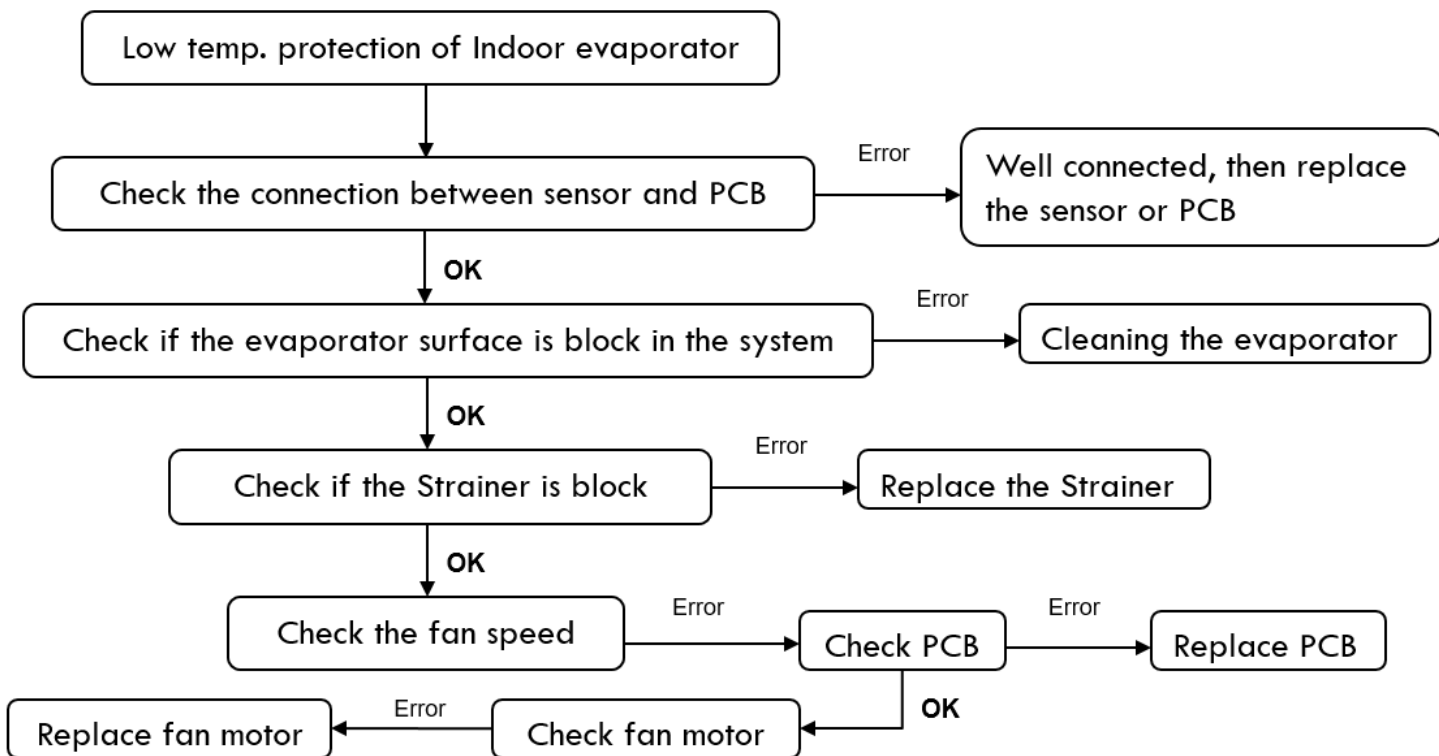 Low temp. protection of Indoor evaporator
Check the connection between sensor and PCB
Error
Well connected, then replace
the sensor or PCB
OK
Check if the evaporator surface is block in the system
Error
Cleaning the evaporator
OK
Check if the Strainer is block
Error
Replace the Strainer
OK
Check the fan speed
Error
Check PCB
Error
Replace PCB
OK
Check fan motor
Error
Replace fan motor